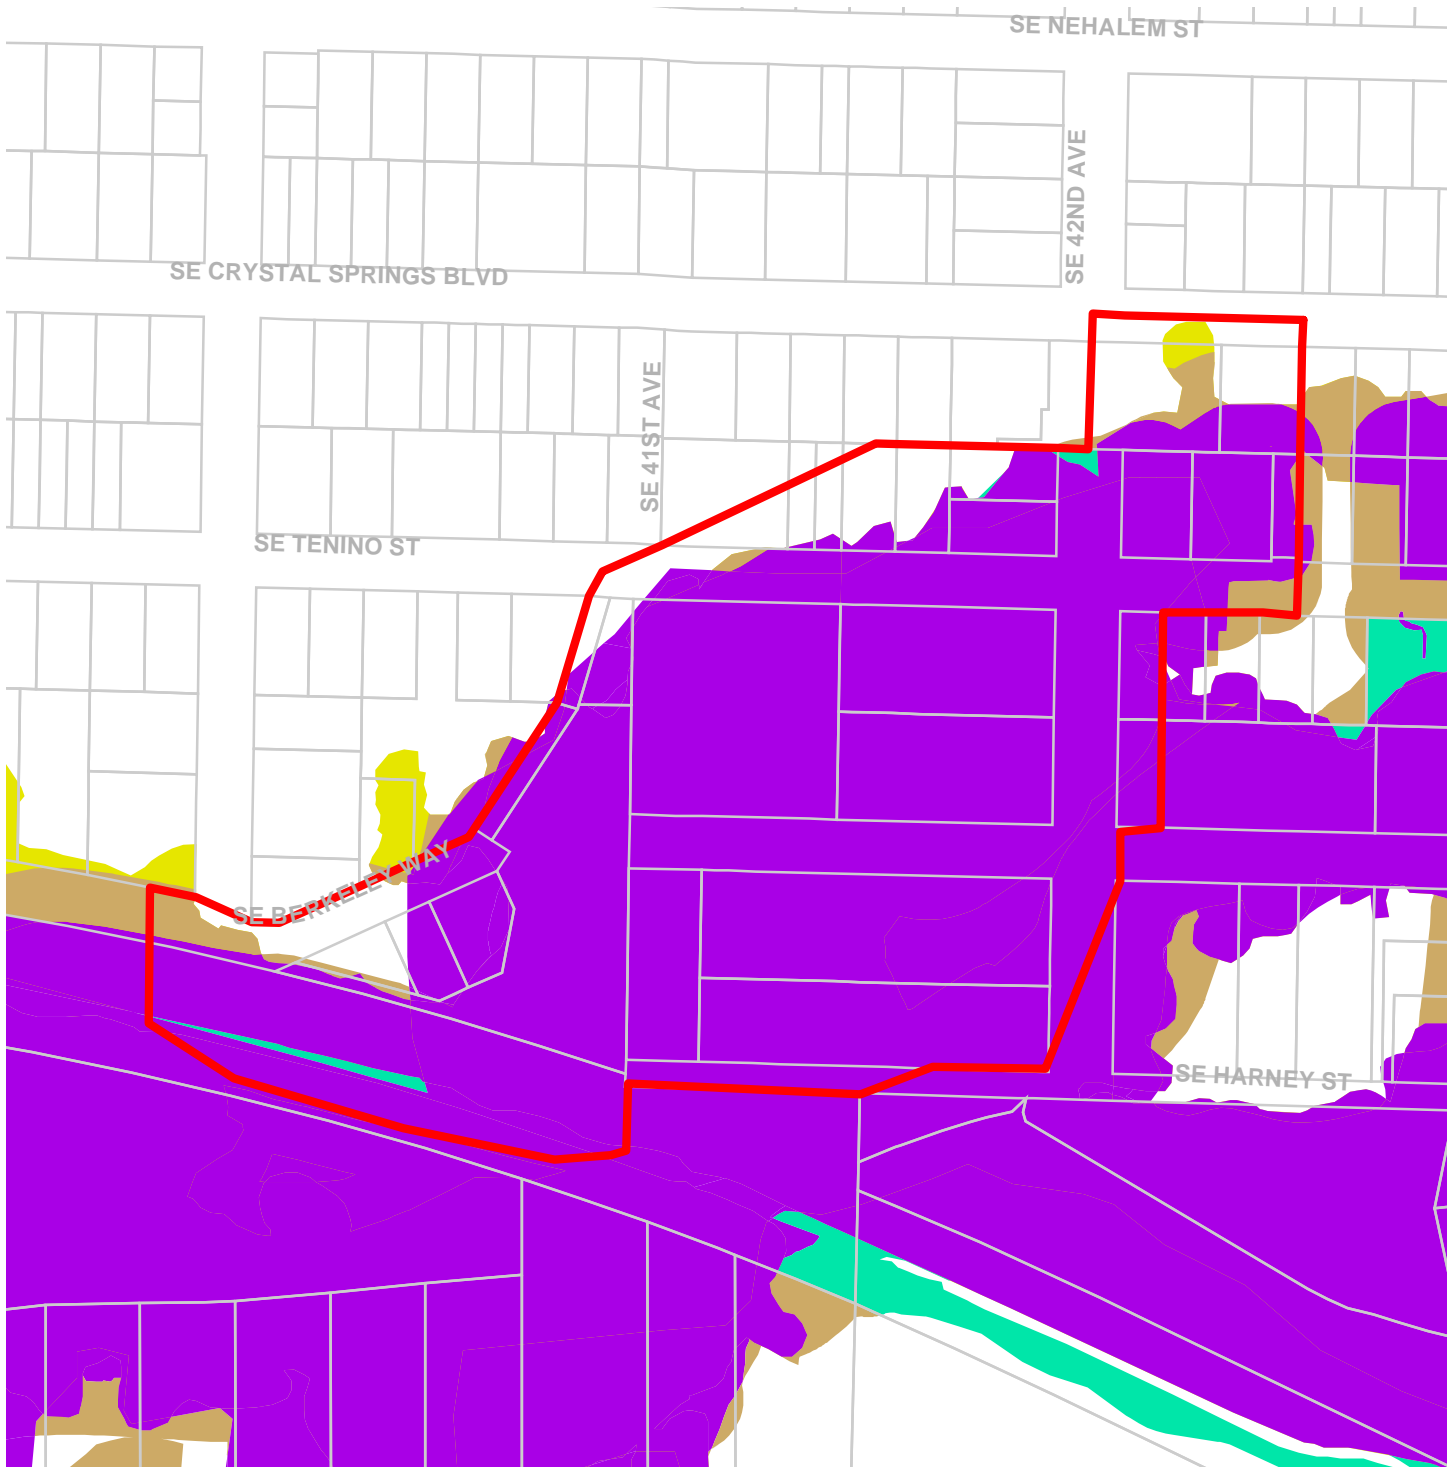 SE NEHALEM ST
SE 42ND AVE
SE CRYSTAL SPRINGS BLVD
SE 41ST AVE
SE TENINO ST
SE BERKELEY WAY
SE HARNEY ST